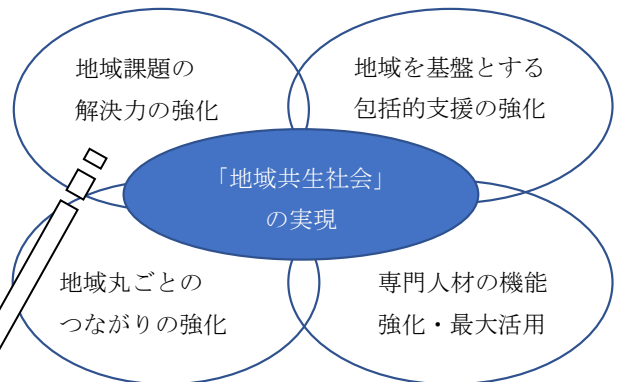 地域課題の
解決力の強化
地域を基盤とする
包括的支援の強化
「地域共生社会」
の実現
地域丸ごとの
つながりの強化
専門人材の機能
強化・最大活用